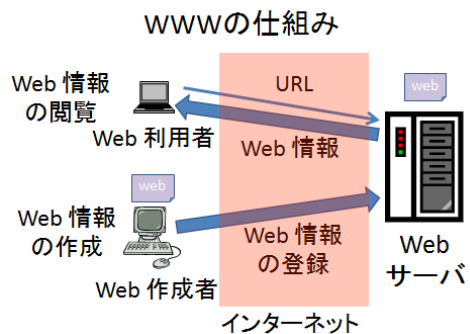 WWWの仕組み
Web 情報
の閲覧
URL
web
Web 利用者
Web 情報
web
Web 情報
の作成
Web 情報
の登録
Web
サーバ
Web 作成者
インターネット